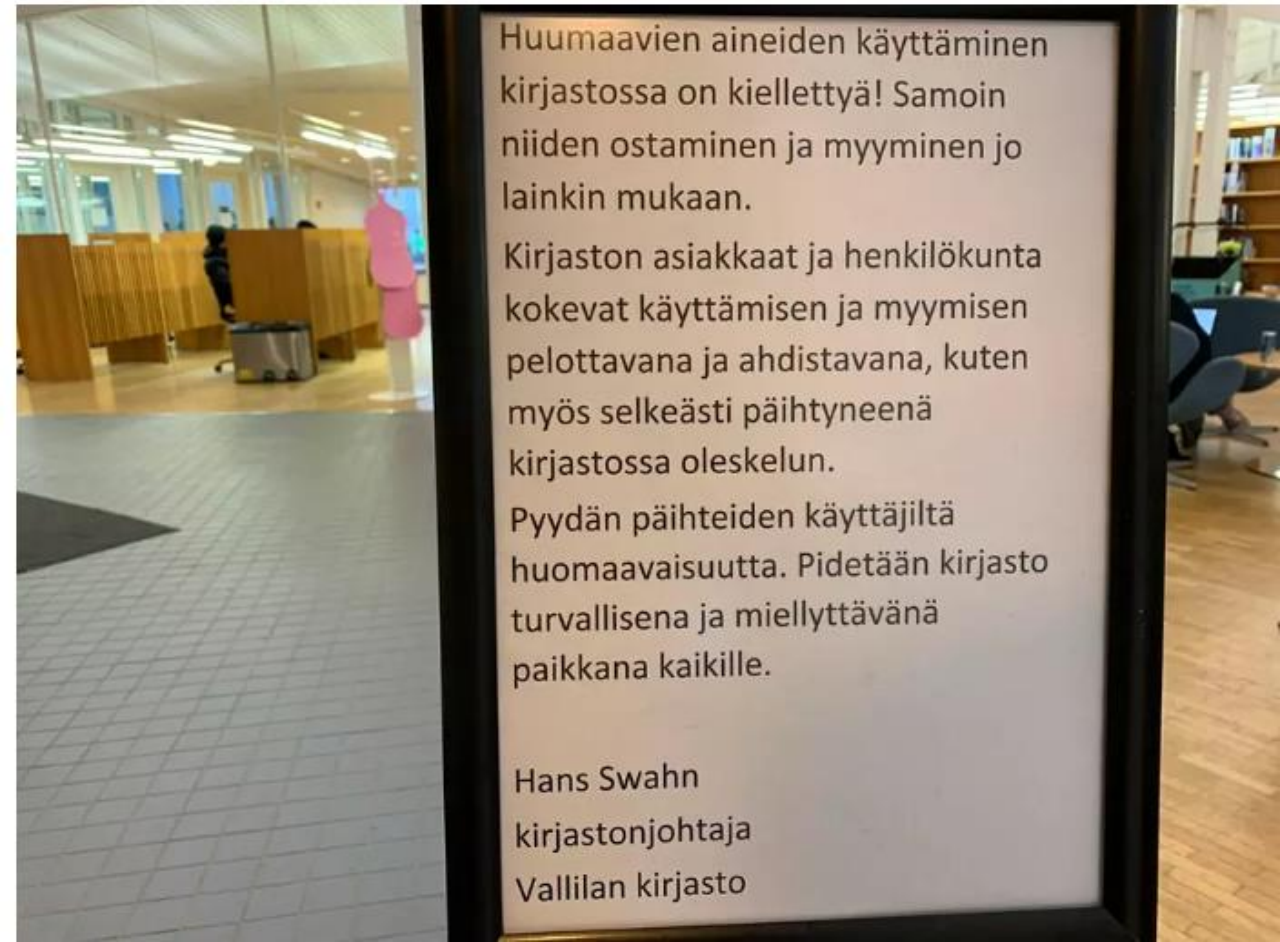 Huumaavien aineiden käyttäminen
kirjastossa on kiellettyä! Samoin
niiden ostaminen ja myyminen jo
lainkin mukaan.
Kirjaston asiakkaat ja henkilökunta
kokevat käyttämisen ja myymisen
pelottavana ja ahdistavana, kuten
myös selkeästi päihtyneenä
kirjastossa oleskelun.
Pyydän päihteiden käyttäjiltä
huomaavaisuutta. Pidetään kirjasto
turvallisena ja miellyttävänä
paikkana kaikille.
Hans Swahn
kirjastonjohtaja
Vallilan kirjasto